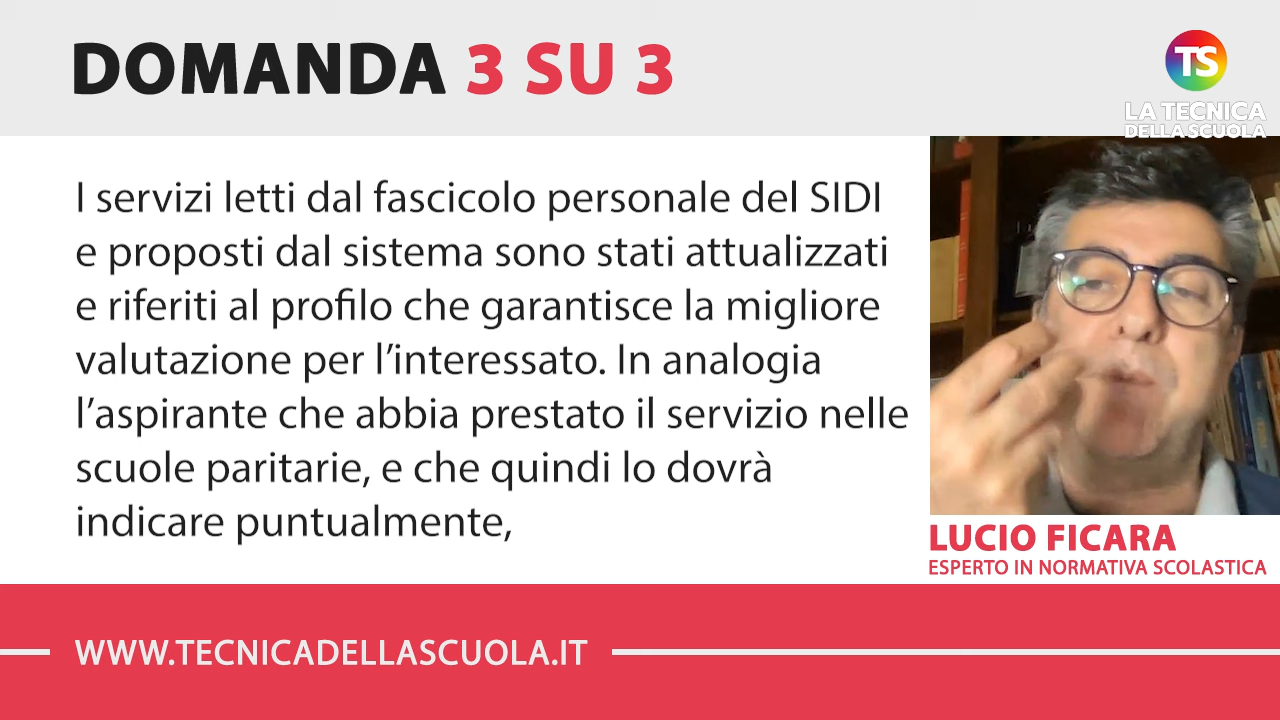 DOMANDA 3 SU 3
TS
LA TECNICA
DELLA SCUOLA
I servizi letti dal fascicolo personale del SIDI
e proposti dal sistema sono stati attualizzati
e riferiti al profilo che garantisce la migliore
valutazione per l’interessato. In analogia
l’aspirante che abbia prestato il servizio nelle
scuole paritarie, e che quindi lo dovrà
indicare puntualmente,
LUCIO FICARA
ESPERTO IN NORMATIVA SCOLASTICA
WWW.TECNICADELLASCUOLA.IT